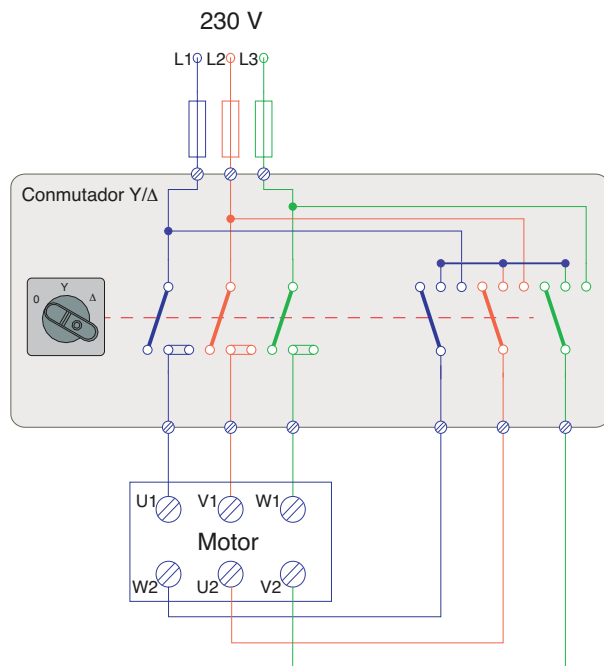 230 V
L1 L2 L3
Conmutador Y/Δ
0 Y Δ
U1 V1 W1
Motor
W2 U2 V2